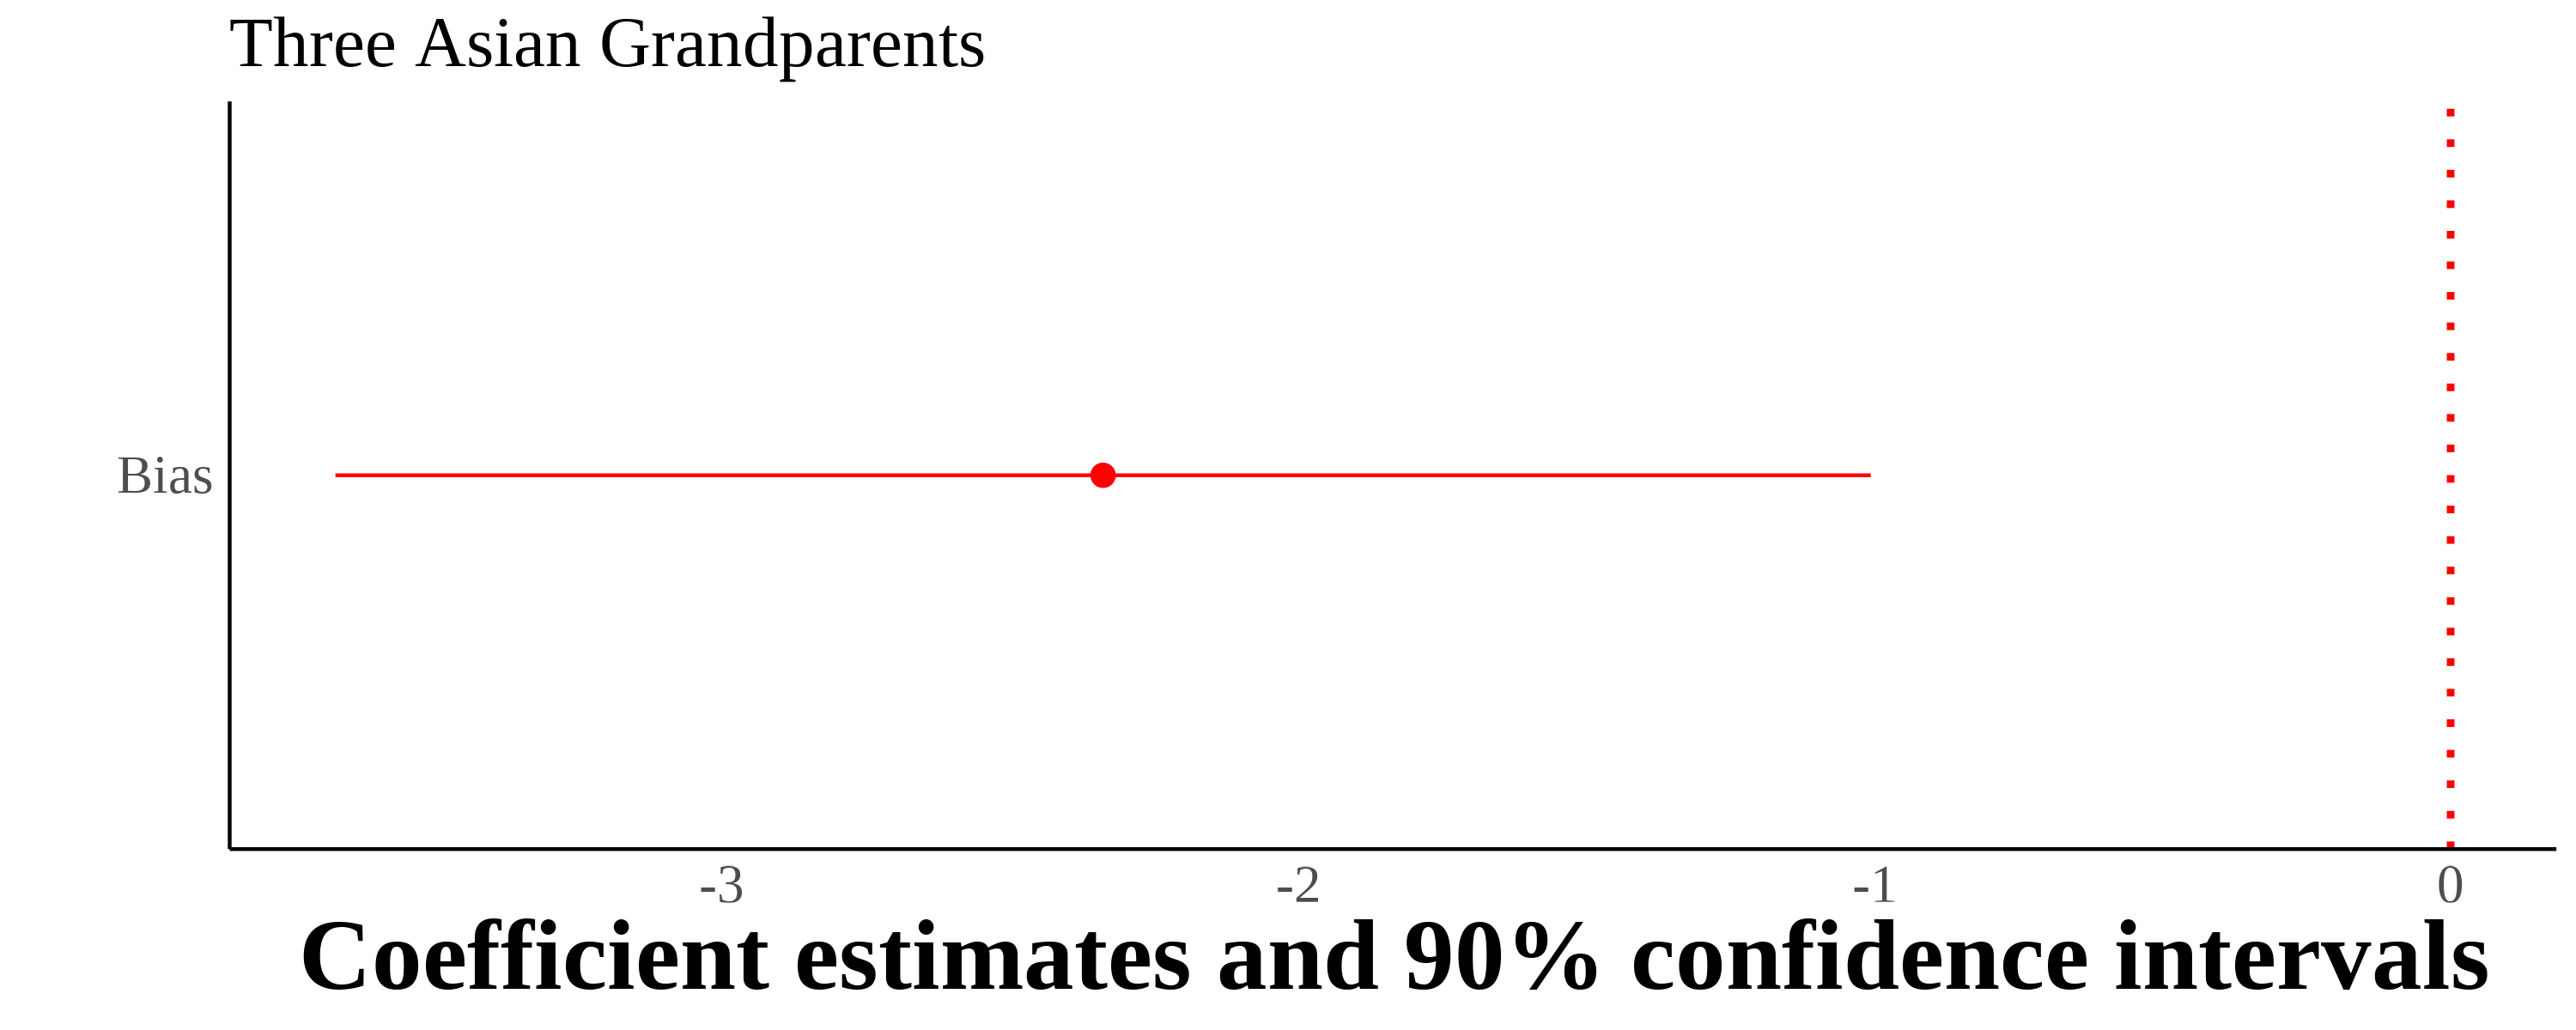 Three Asian Grandparents
Bias
-3 -2 -1 0
Coefficient estimates and 90% confidence intervals